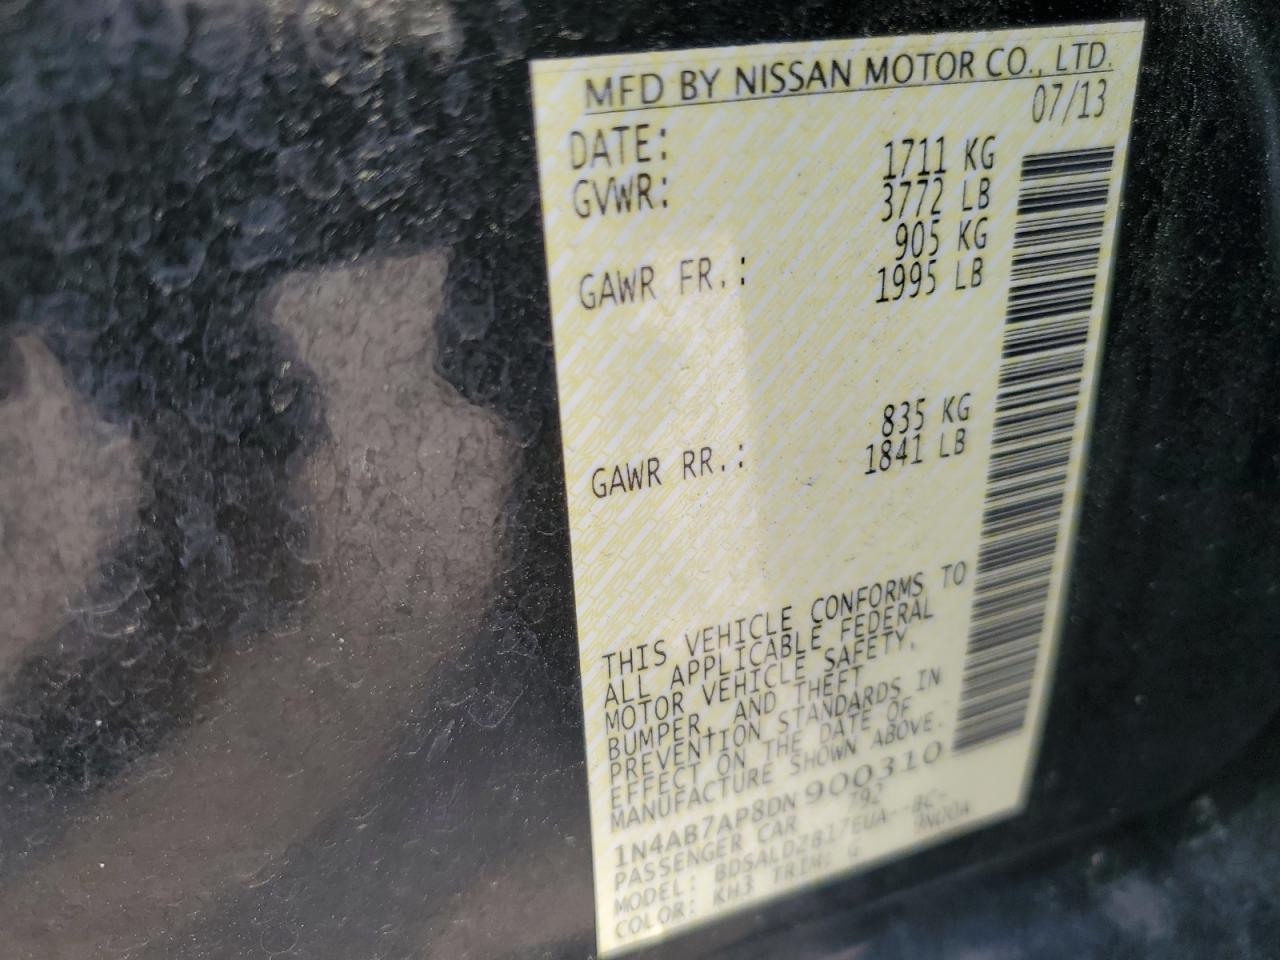 MFD BY NISSAN MOTOR CO., LTD.
DATE: 07/13
GVWR: 1711 KG
3772 LB
GAWR FR.: 905 KG
1995 LB
GAWR RR.: 835 KG
1841 LB
THIS VEHICLE CONFORMS TO
ALL APPLICABLE FEDERAL
MOTOR VEHICLE SAFETY,
BUMPER, AND THEFT
PREVENTION STANDARDS IN
EFFECT ON THE DATE OF
MANUFACTURE SHOWN ABOVE.
1N4AB7AP8DN900310
PASSENGER CAR 792
MODEL:
COLOR: KH3 TRIM: G